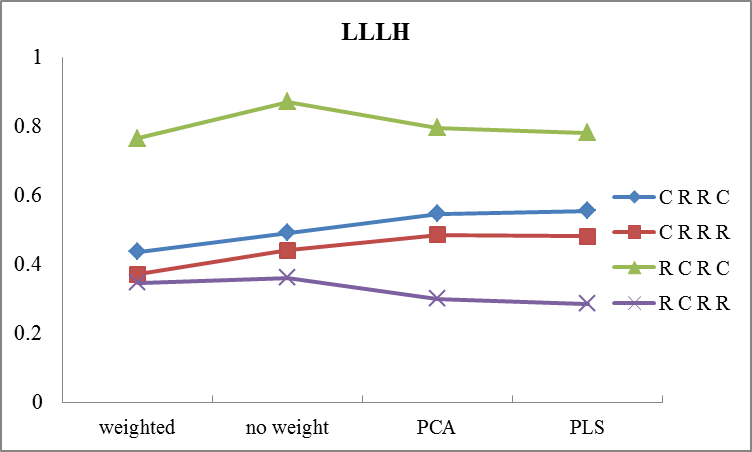 LLLH
1
0.8
0.6
0.4
0.2
0
weighted
no weight
PCA
PLS
C R R C
C R R R
R C R C
R C R R